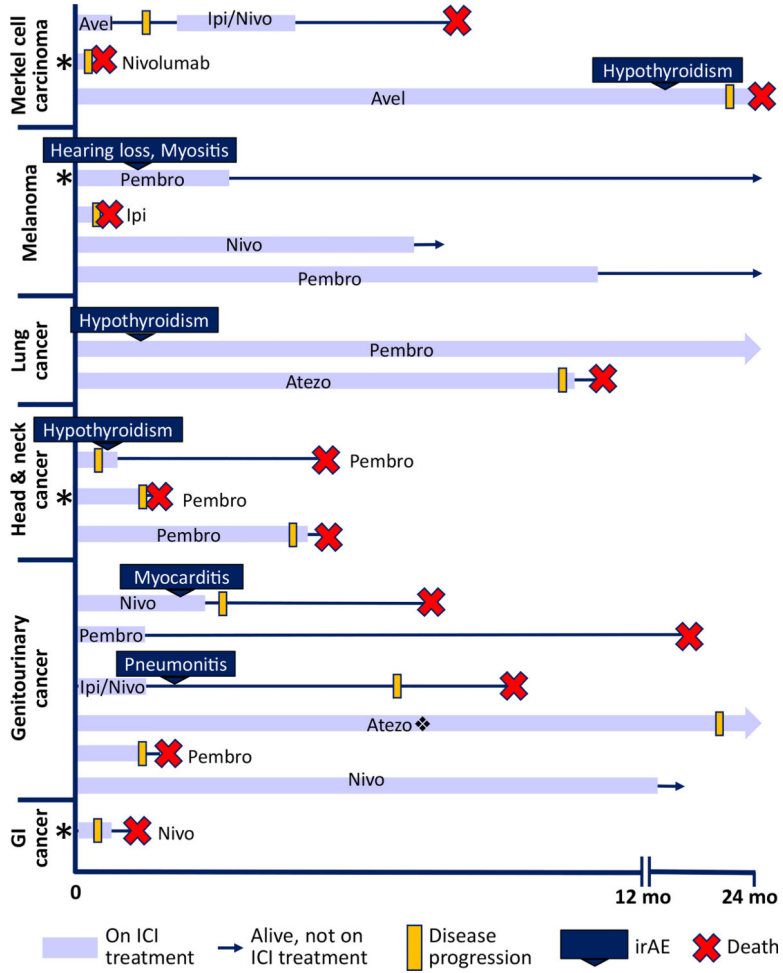 Merkel cell
carcinoma
Avel
Ipi/Nivo
*
Nivolumab
Hypothyroidism
Avel
Melanoma
Hearing loss, Myositis
*
Pembro
Ipi
Nivo
Pembro
Lung
cancer
Hypothyroidism
Pembro
Atezo
Head & neck
cancer
Hypothyroidism
Pembro
*
Pembro
Pembro
Genitourinary
cancer
Myocarditis
Nivo
Pembro
Pneumonitis
Ipi/Nivo
Atezo❖
Pembro
Nivo
GI
cancer
*
Nivo
0
12 mo
24 mo
On ICI
treatment
Alive, not on
ICI treatment
Disease
progression
irAE
Death